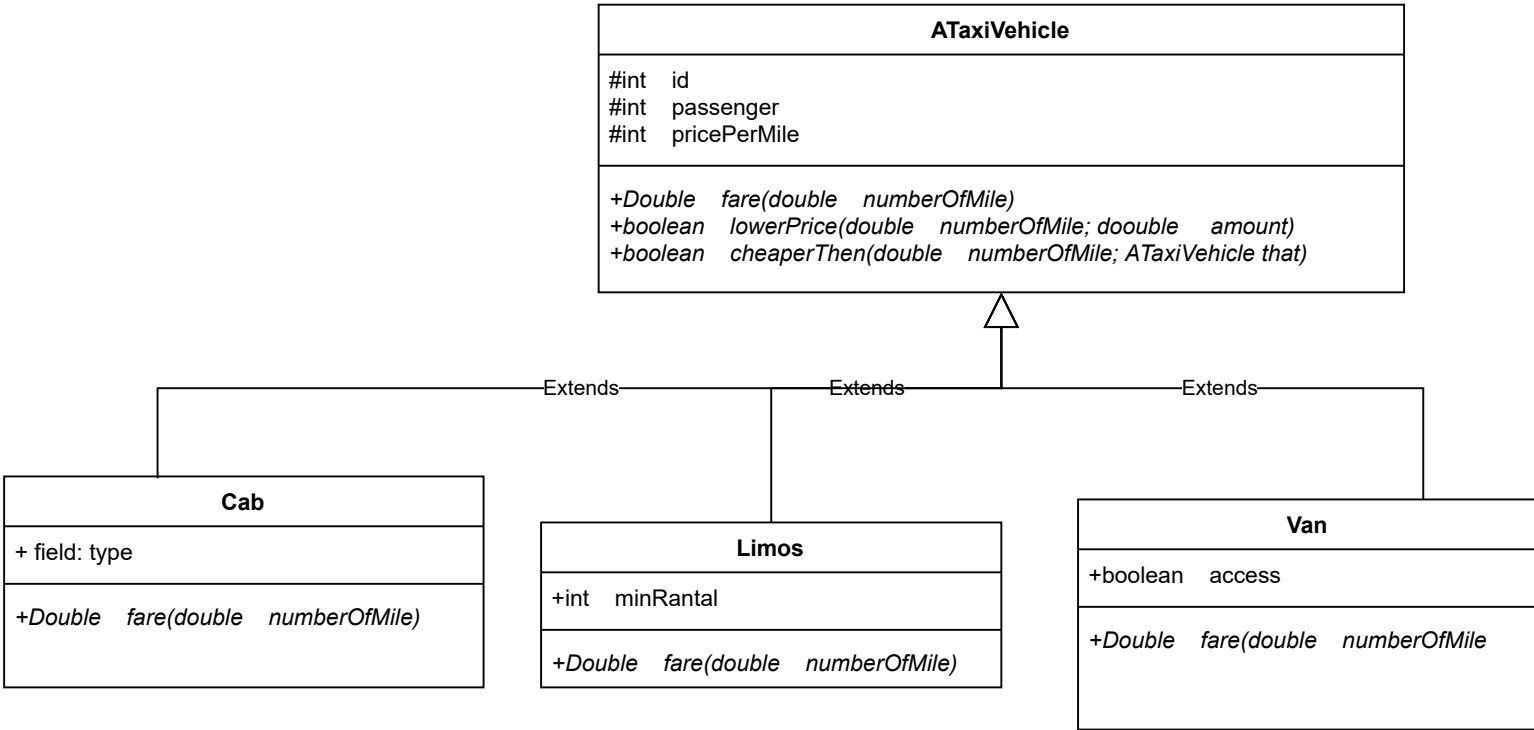 ATaxiVehicle
#int id
#int passenger
#int pricePerMile
+Double fare(double numberOfMile)
+boolean lowerPrice(double numberOfMile; doouble amount)
+boolean cheaperThen(double numberOfMile; ATaxiVehicle that)
Extends
Extends
Extends
Cab
+ field: type
+Double fare(double numberOfMile)
Limos
+int minRantal
+Double fare(double numberOfMile)
Van
+boolean access
+Double fare(double numberOfMile